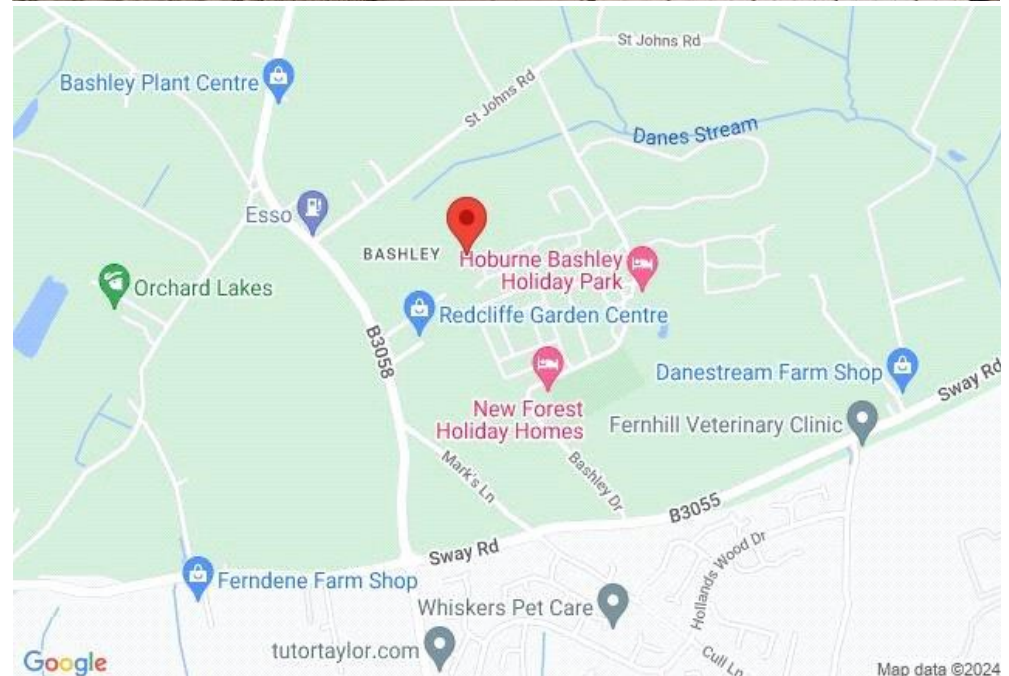 St Johns Rd
Bashley Plant Centre
St Johns Rd
Danes Stream
Esso
BASHLEY
Hoburne Bashley
Holiday Park
Orchard Lakes
Redcliffe Garden Centre
B3058
Danestream Farm Shop
Sway Rd
New Forest
Holiday Homes
Fernhill Veterinary Clinic
Mark's Ln
Bashley Dr
B3055
Sway Rd
Hollands Wood Dr
Ferndene Farm Shop
Whiskers Pet Care
tutortaylor.com
Cull Ln
Google
Map data ©2024